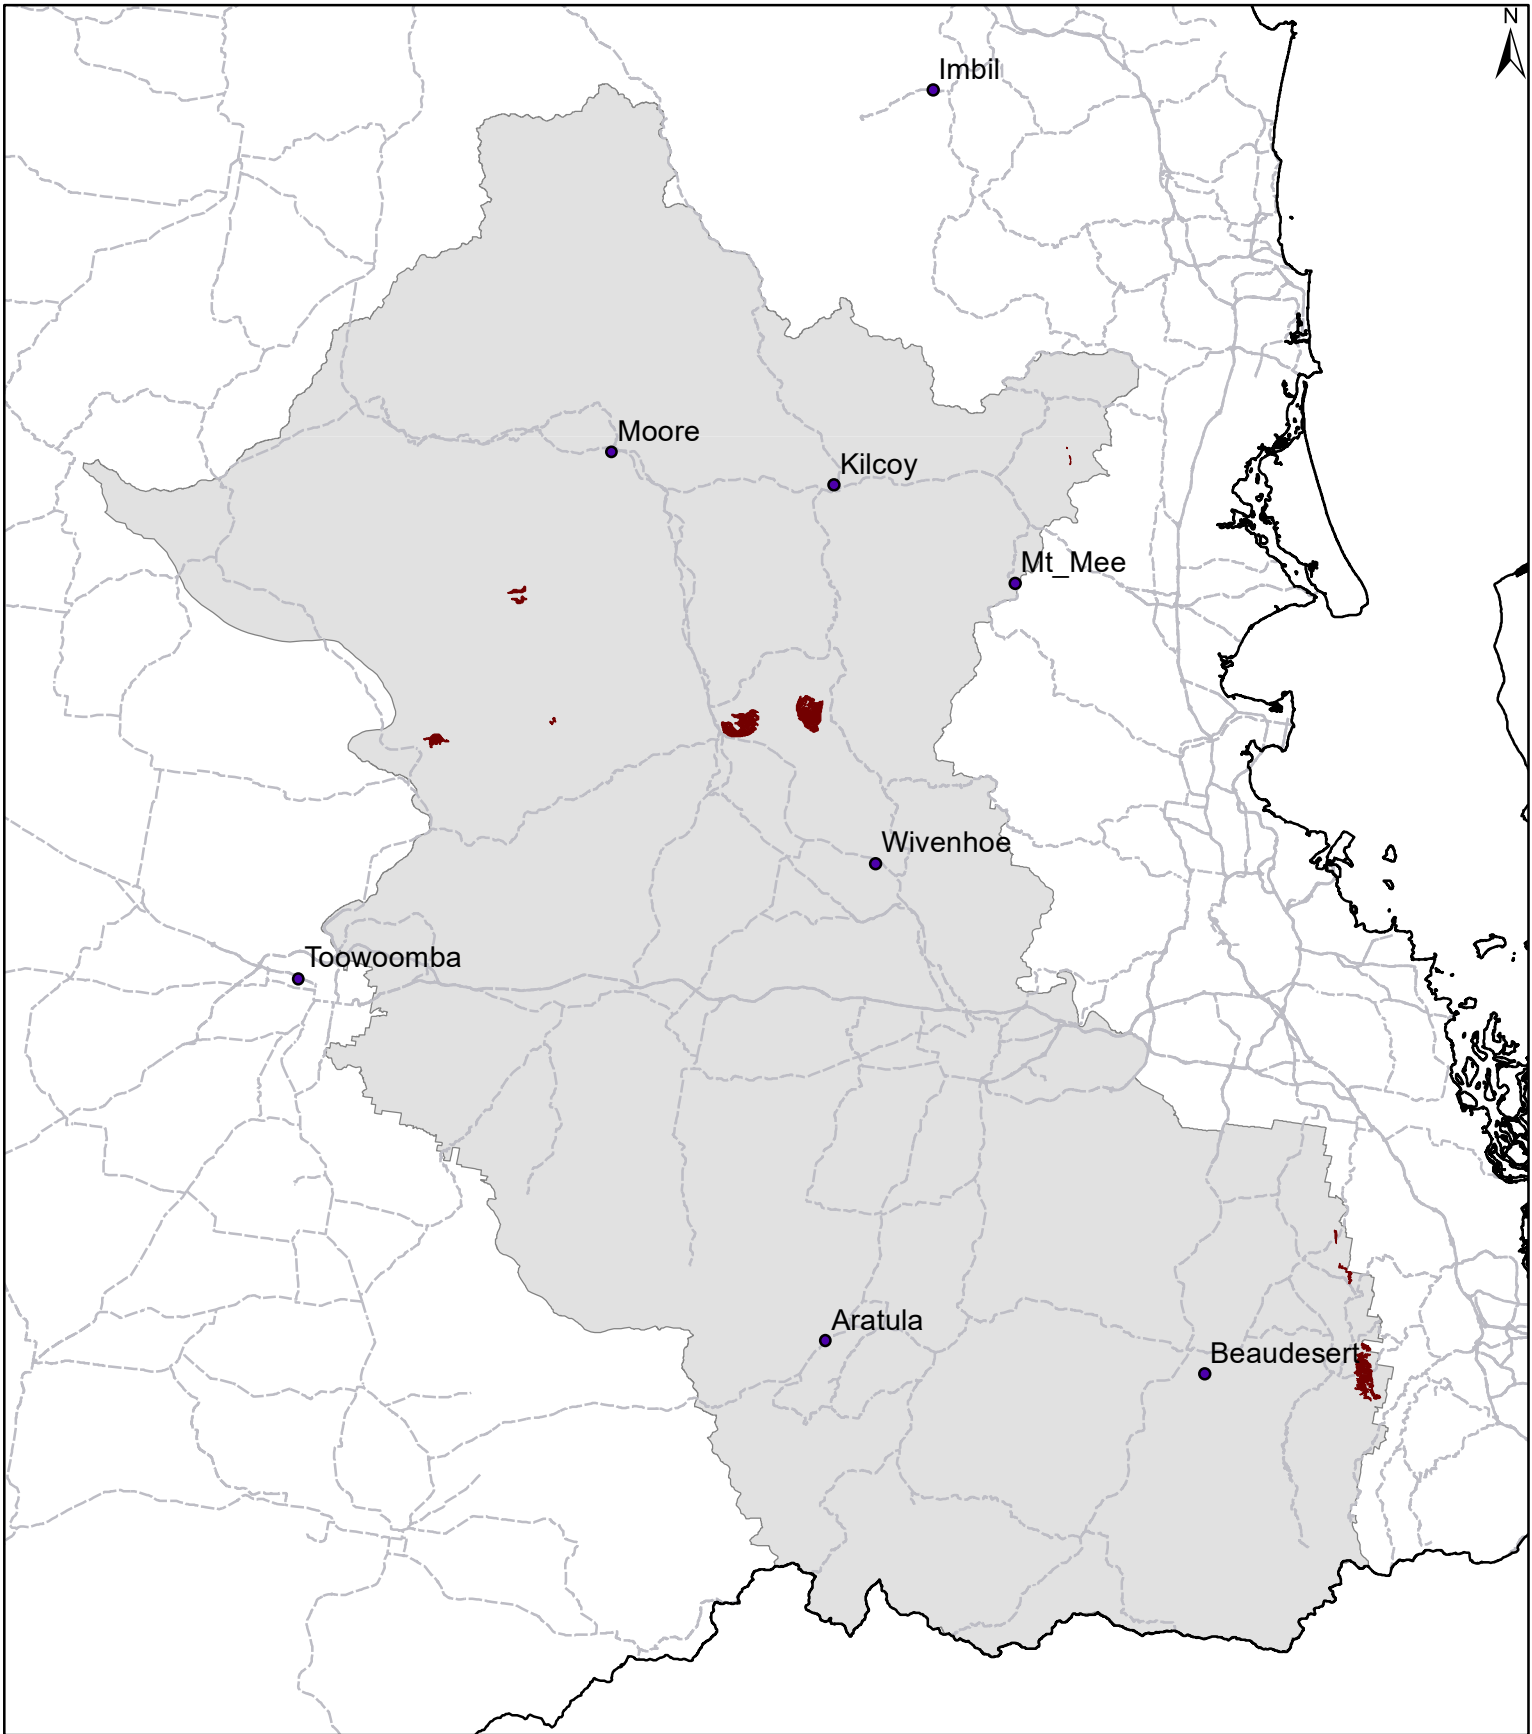 N
Imbil
Moore
Kilcoy
Mt_Mee
Wivenhoe
Toowoomba
Aratula
Beaudesert